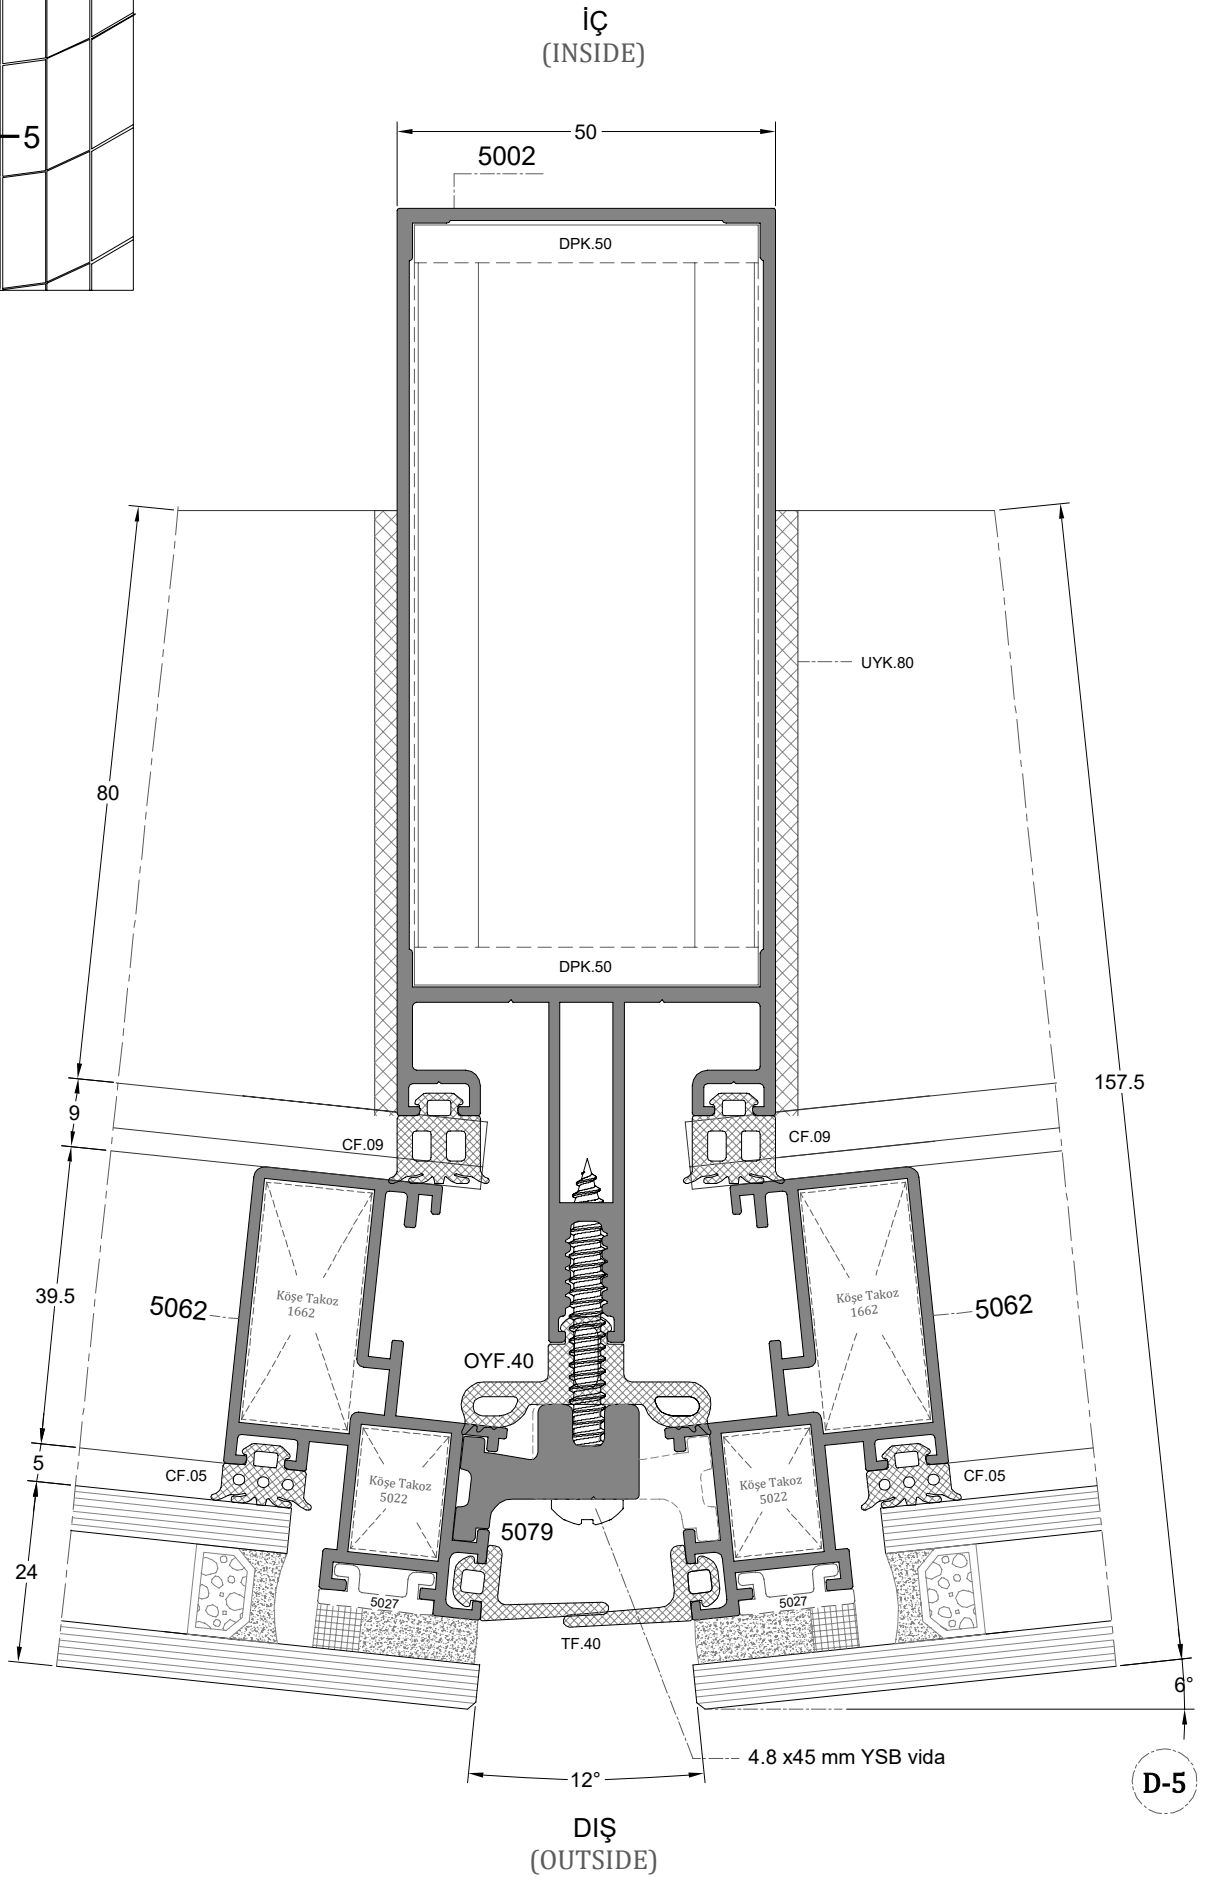 İÇ
(INSIDE)
5
50
5002
DPK.50
UYK.80
80
DPK.50
157.5
9
CF.09
CF.09
39.5
5062
Köşe Takoz
1662
Köşe Takoz
1662
5062
OYF.40
5
CF.05
Köşe Takoz
5022
Köşe Takoz
5022
CF.05
5079
24
5027
5027
TF.40
6°
4.8 x45 mm YSB vida
12°
D-5
DIŞ
(OUTSIDE)